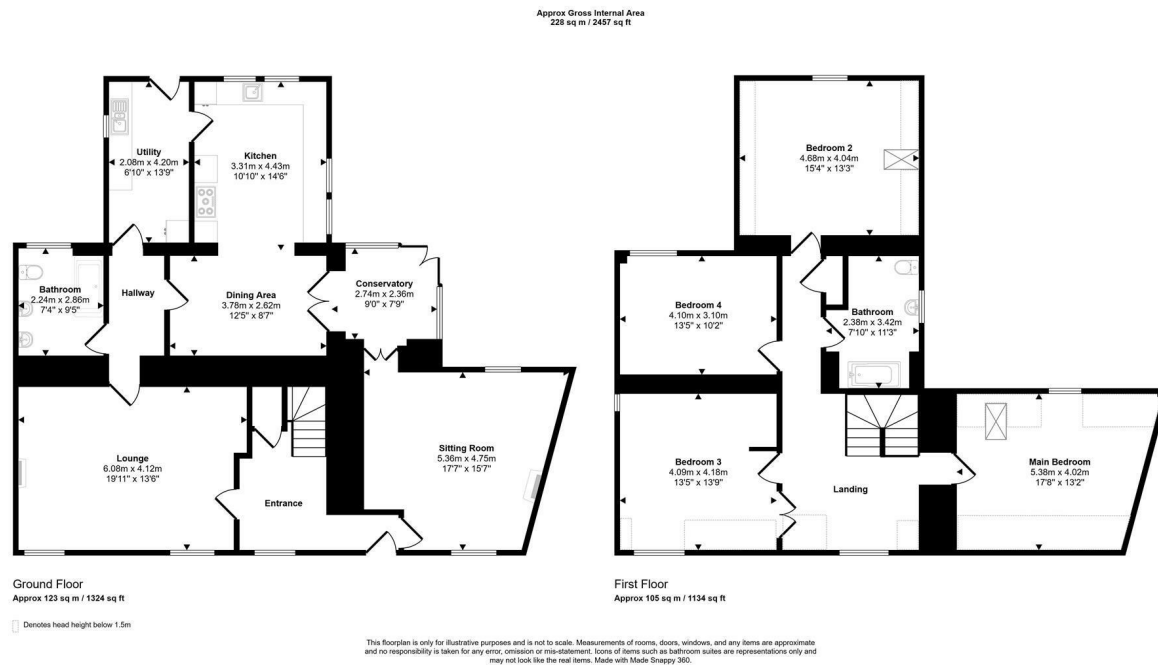 Approx Gross Internal Area
228 sq m / 2457 sq ft
Utility
2.08m x 4.20m
6'10" x 13'9"
Kitchen
3.31m x 4.43m
10'10" x 14'6"
Bathroom
2.24m x 2.86m
7'4" x 9'5"
Hallway
Dining Area
3.78m x 2.62m
12'5" x 8'7"
Conservatory
2.74m x 2.36m
9'0" x 7'9"
Lounge
6.08m x 4.12m
19'11" x 13'6"
Entrance
Sitting Room
5.36m x 4.75m
17'7" x 15'7"
Ground Floor
Approx 123 sq m / 1324 sq ft
Denotes head height below 1.5m
Bedroom 2
4.68m x 4.04m
15'4" x 13'3"
Bedroom 4
4.10m x 3.10m
13'5" x 10'2"
Bathroom
2.38m x 3.42m
7'10" x 11'3"
Bedroom 3
4.09m x 4.18m
13'5" x 13'9"
Landing
Main Bedroom
5.38m x 4.02m
17'8" x 13'2"
First Floor
Approx 105 sq m / 1134 sq ft
This floorplan is only for illustrative purposes and is not to scale. Measurements of rooms, doors, windows, and any items are approximate
and no responsibility is taken for any error, omission or mis-statement. Icons of items such as bathroom suites are representations only and
may not look like the real items. Made with Made Snappy 360.